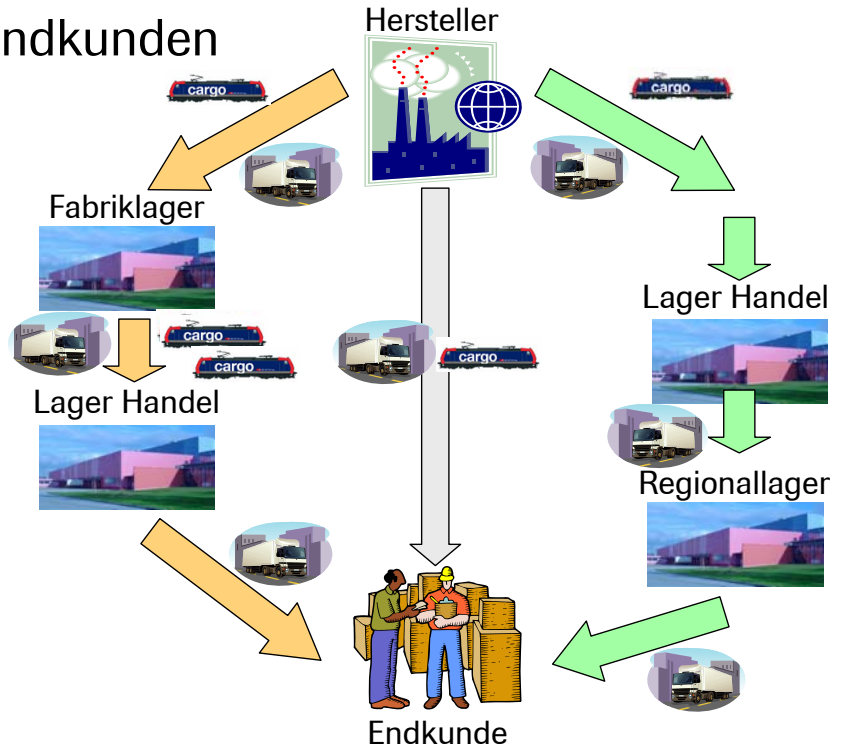 ndkunden
Hersteller
cargo
cargo
Fabriklager
Lager Handel
cargo
cargo
cargo
Lager Handel
Regionallager
Endkunde